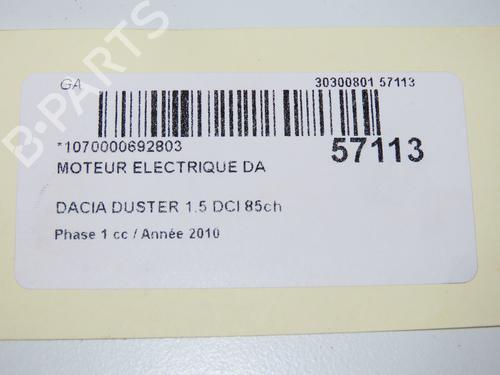 B-PARTS
GA
30300801 57113
*1070000692803
57113
MOTEUR ELECTRIQUE DA
DACIA DUSTER 1.5 DCI 85ch
Phase 1 cc / Année 2010